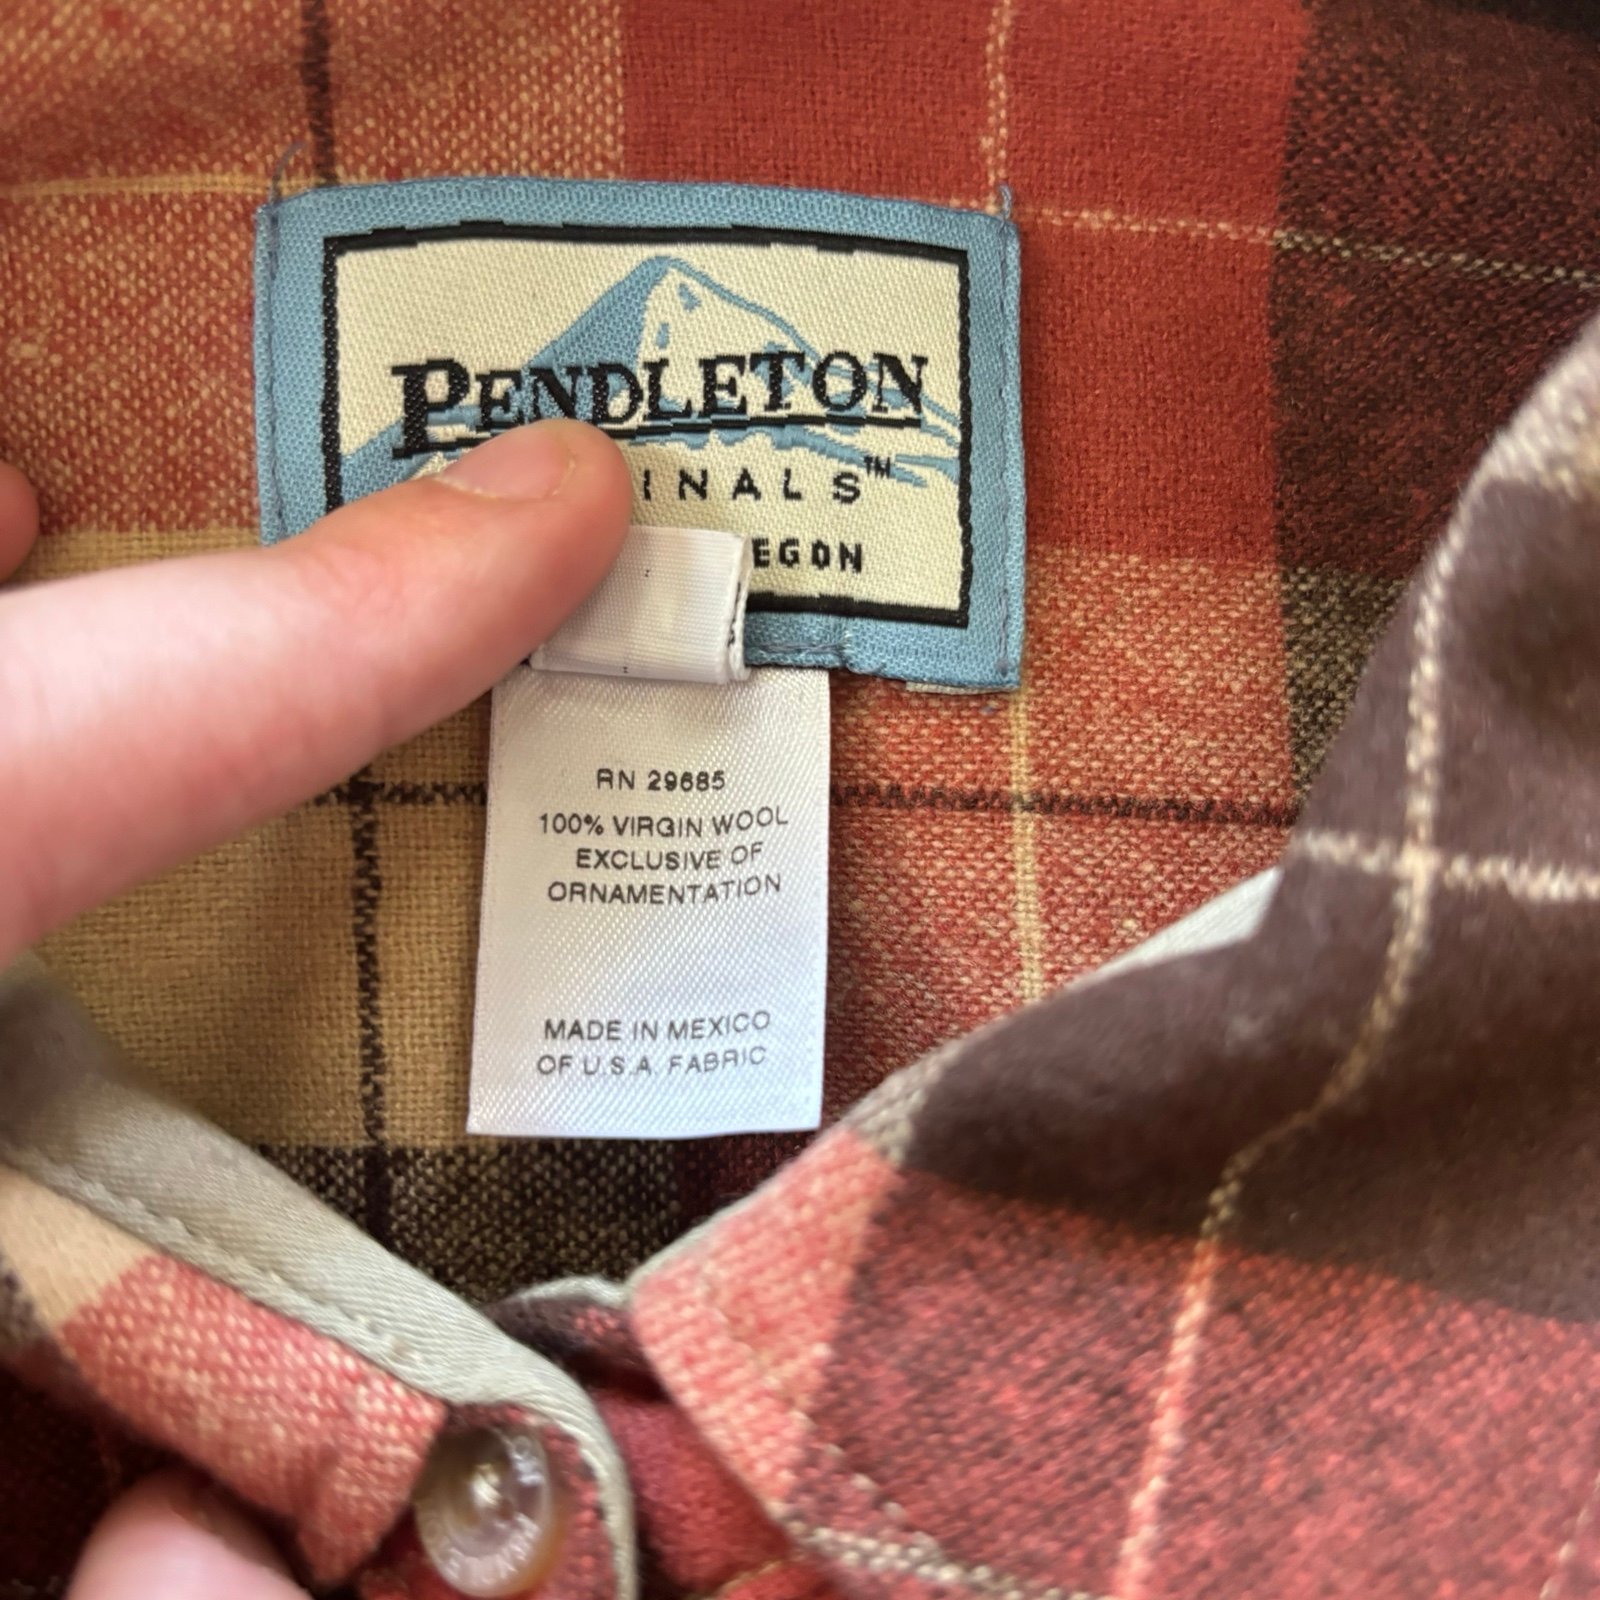 PENDLETON
INALS™
EGON
RN 29685
100% VIRGIN WOOL
EXCLUSIVE OF
ORNAMENTATION
MADE IN MEXICO
OF U.S.A. FABRIC